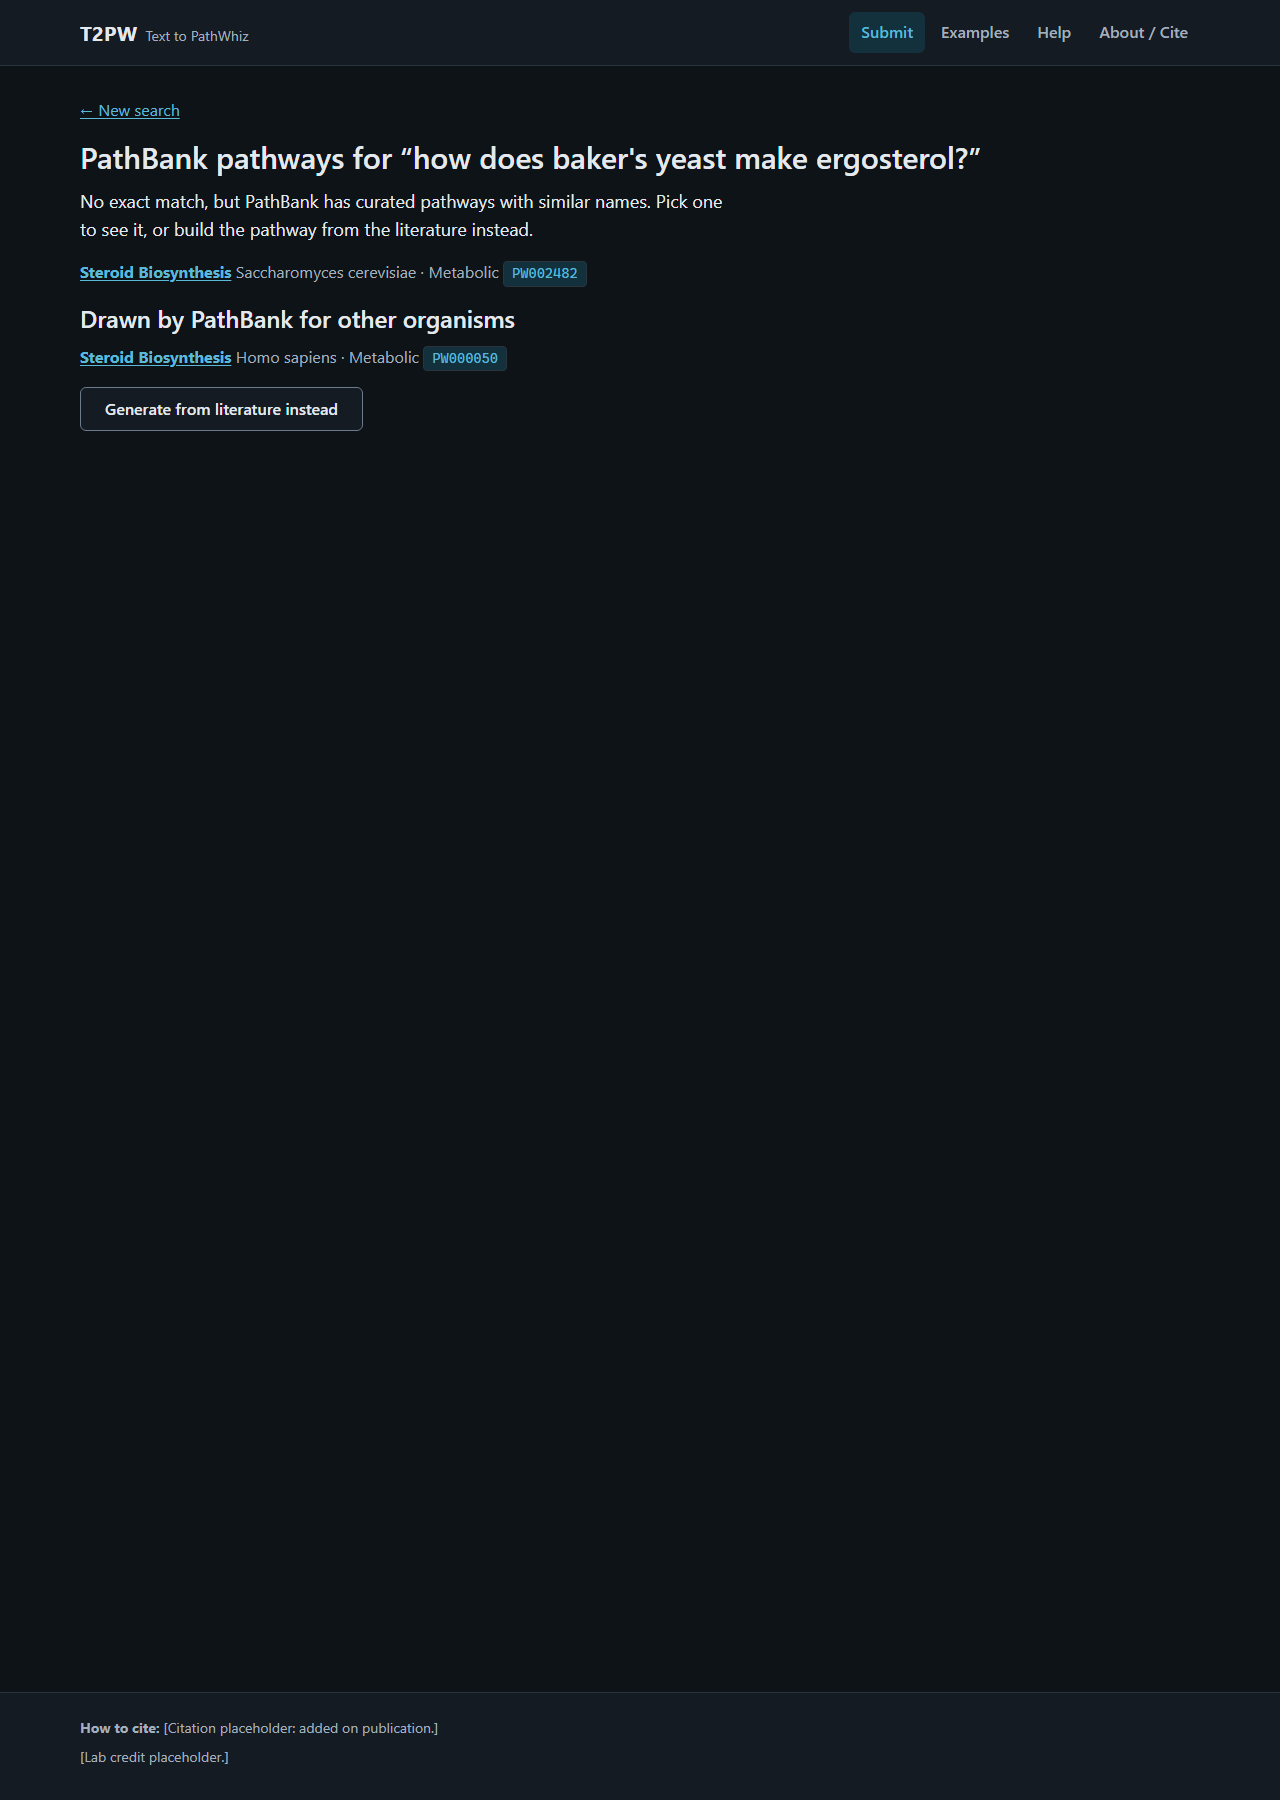 T2PW Text to PathWhiz
Submit Examples Help About / Cite
← New search
PathBank pathways for “how does baker's yeast make ergosterol?”
No exact match, but PathBank has curated pathways with similar names. Pick one
to see it, or build the pathway from the literature instead.
Steroid Biosynthesis Saccharomyces cerevisiae · Metabolic PW002482
Drawn by PathBank for other organisms
Steroid Biosynthesis Homo sapiens · Metabolic PW000050
Generate from literature instead
How to cite: [Citation placeholder: added on publication.]
[Lab credit placeholder.]